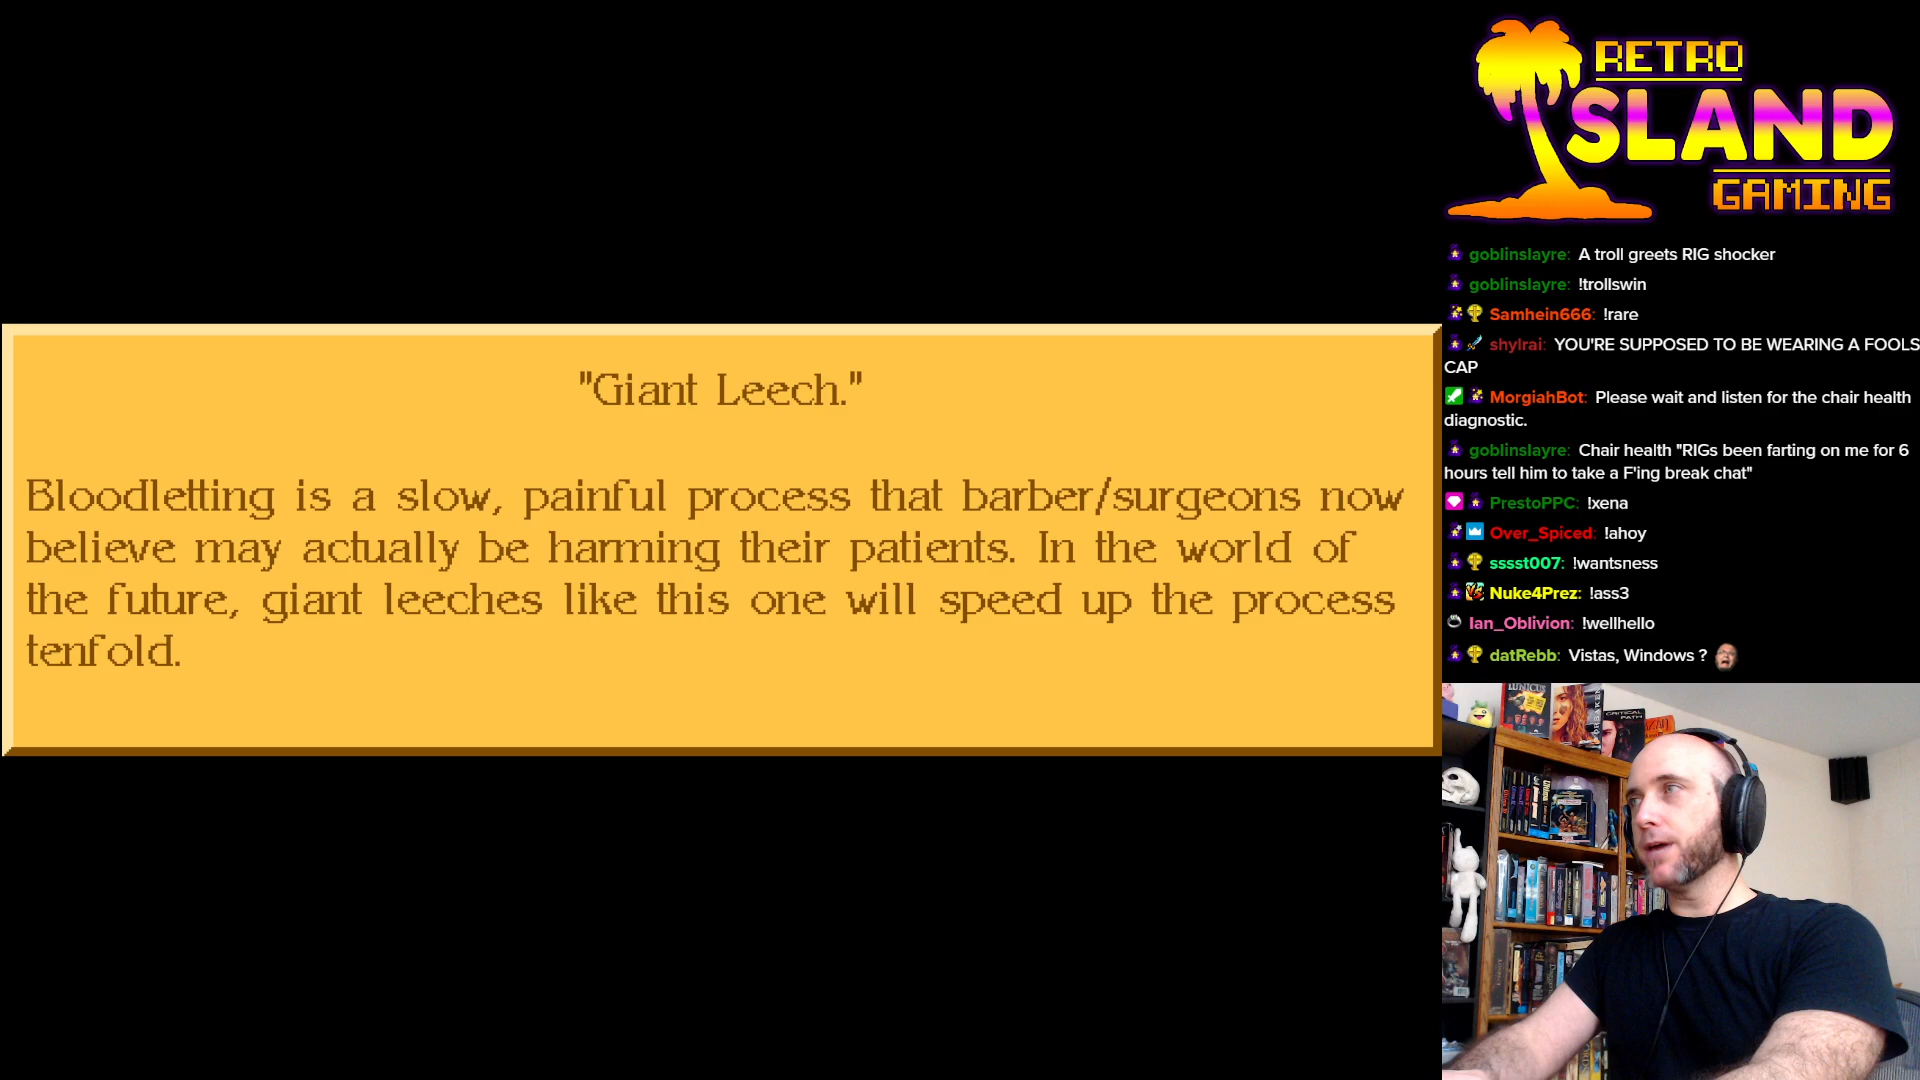 "Giant Leech."
Bloodletting is a slow, painful process that barber/surgeons now
believe may actually be harming their patients. In the world of
the future, giant leeches like this one will speed up the process
tenfold.
RETRO
ISLAND
GAMING
goblinslayre: A troll greets RIG shocker
goblinslayre: !trollswin
Samhein666: !rare
shylrai: YOU'RE SUPPOSED TO BE WEARING A FOOLS
CAP
MorgiahBot: Please wait and listen for the chair health
diagnostic.
goblinslayre: Chair health "RIGs been farting on me for 6
hours tell him to take a F'ing break chat"
PrestoPPC: !xena
Over_Spiced: !ahoy
sssst007: !wantsness
Nuke4Prez: !ass3
Ian_Oblivion: !wellhello
datRebb: Vistas, Windows ?
LUNICUS
CRITICAL
PATH